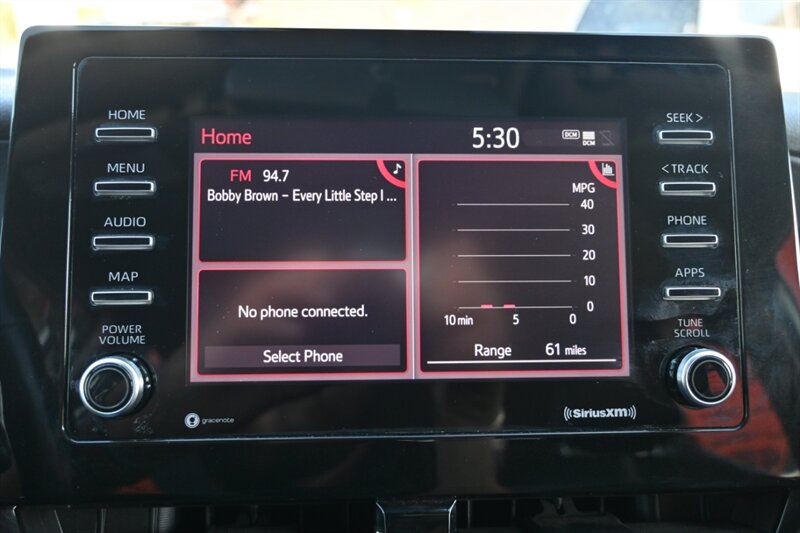 HOME
MENU
AUDIO
MAP
POWER
VOLUME
Home
5:30
DCM
DCM
FM 94.7
Bobby Brown – Every Little Step I ...
No phone connected.
Select Phone
MPG
40
30
20
10
0
10 min 5 0
Range 61 miles
SEEK >
< TRACK
PHONE
APPS
TUNE
SCROLL
gracenote
((SiriusXM))